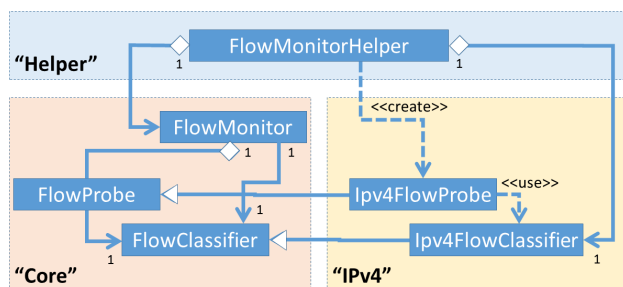 FlowMonitorHelper
“Helper”
1
1
<<create>>
FlowMonitor
1
1
<<use>>
FlowProbe
Ipv4FlowProbe
1
FlowClassifier
Ipv4FlowClassifier
1
1
“Core”
“IPv4”